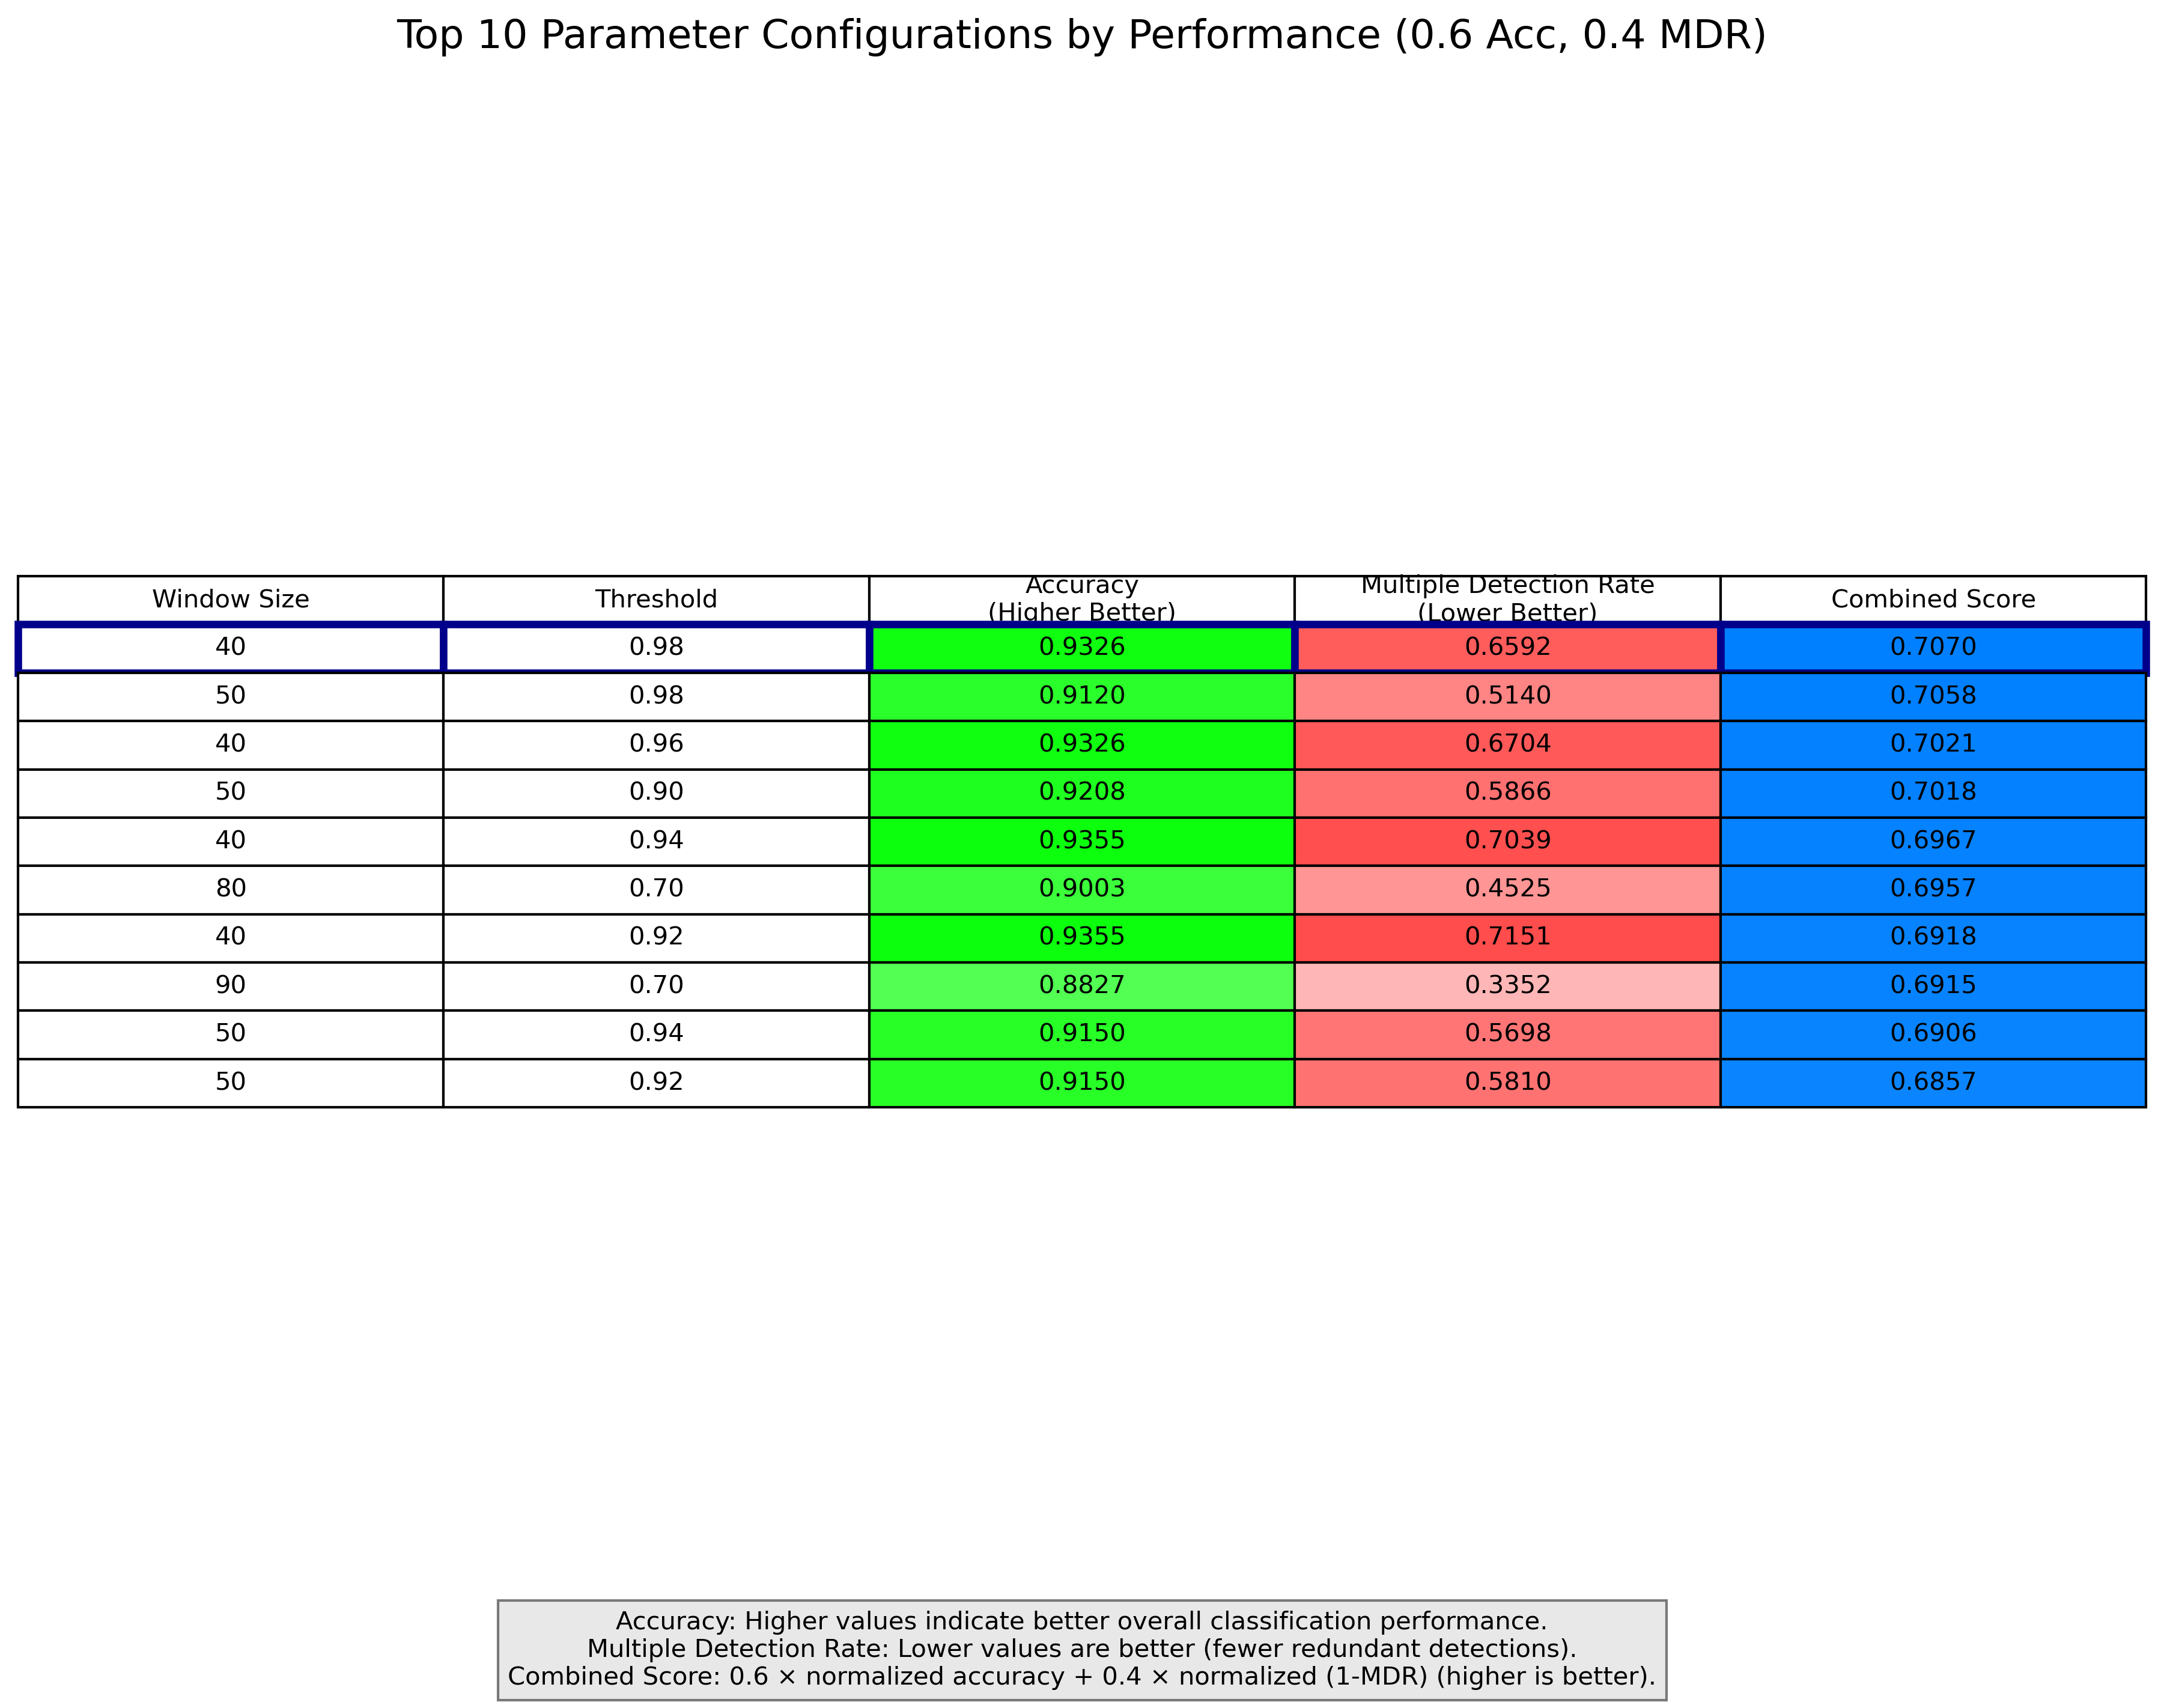 Top 10 Parameter Configurations by Performance (0.6 Acc, 0.4 MDR)
Window Size Threshold Accuracy (Higher Better) Multiple Detection Rate (Lower Better) Combined Score
40 0.98 0.9326 0.6592 0.7070
50 0.98 0.9120 0.5140 0.7058
40 0.96 0.9326 0.6704 0.7021
50 0.90 0.9208 0.5866 0.7018
40 0.94 0.9355 0.7039 0.6967
80 0.70 0.9003 0.4525 0.6957
40 0.92 0.9355 0.7151 0.6918
90 0.70 0.8827 0.3352 0.6915
50 0.94 0.9150 0.5698 0.6906
50 0.92 0.9150 0.5810 0.6857
Accuracy: Higher values indicate better overall classification performance.
Multiple Detection Rate: Lower values are better (fewer redundant detections).
Combined Score: 0.6 × normalized accuracy + 0.4 × normalized (1-MDR) (higher is better).